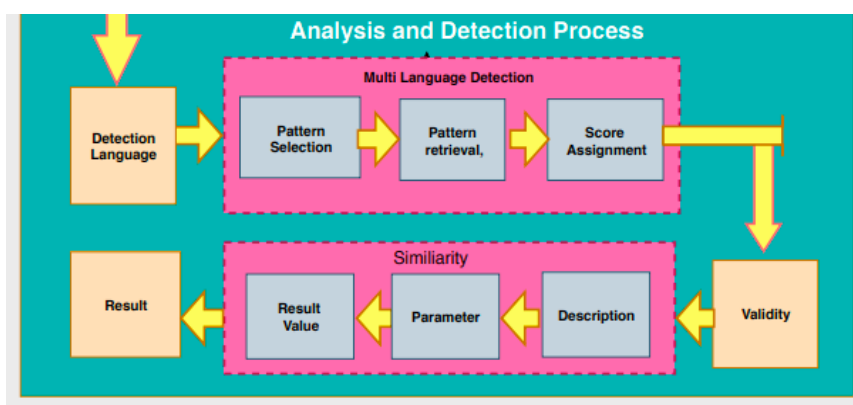 Analysis and Detection Process
Multi Language Detection
Detection
Language
Pattern
Selection
Pattern
retrieval,
Score
Assignment
Similiarity
Result
Result
Value
Parameter
Description
Validity